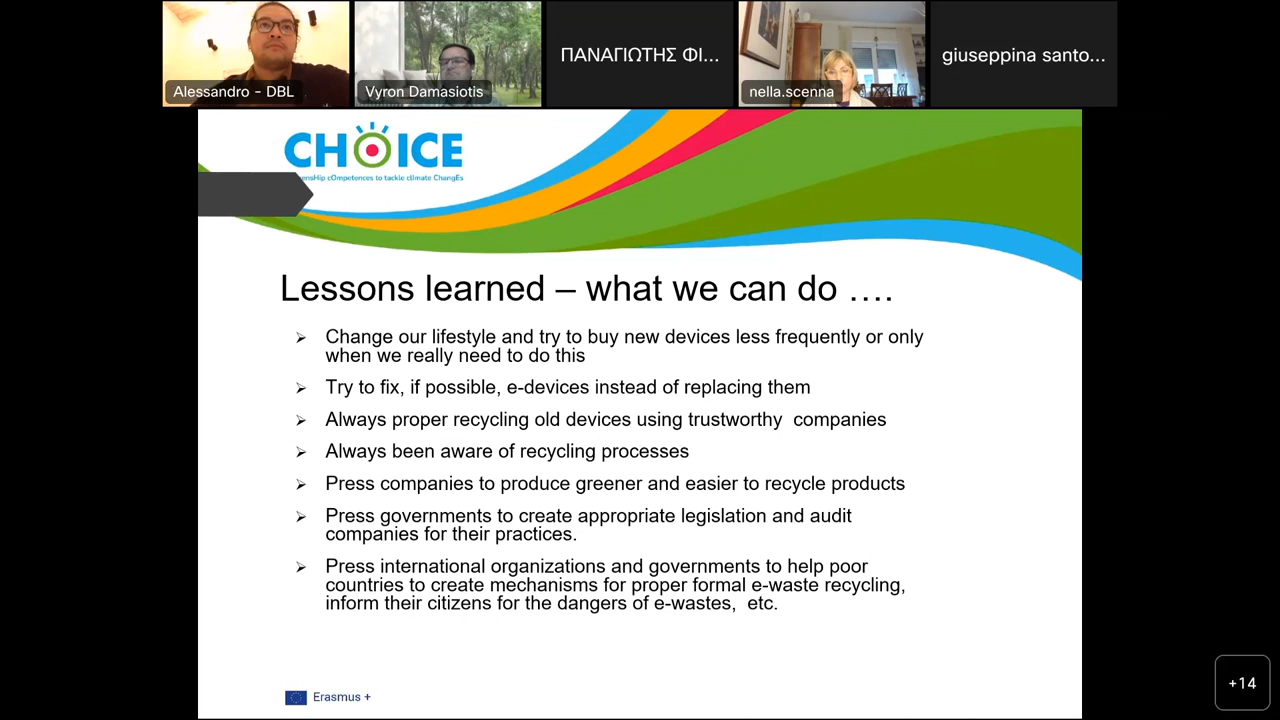 Alessandro - DBL
Vyron Damasiotis
ΠΑΝΑΓΙΩΤΗΣ ΦΙ...
nella.scenna
giuseppina santo...
CHOICE
cOmpetences to tackle clImate ChangEs
Lessons learned – what we can do ....
➢ Change our lifestyle and try to buy new devices less frequently or only
when we really need to do this
➢ Try to fix, if possible, e-devices instead of replacing them
➢ Always proper recycling old devices using trustworthy companies
➢ Always been aware of recycling processes
➢ Press companies to produce greener and easier to recycle products
➢ Press governments to create appropriate legislation and audit
companies for their practices.
➢ Press international organizations and governments to help poor
countries to create mechanisms for proper formal e-waste recycling,
inform their citizens for the dangers of e-wastes, etc.
Erasmus +
+14